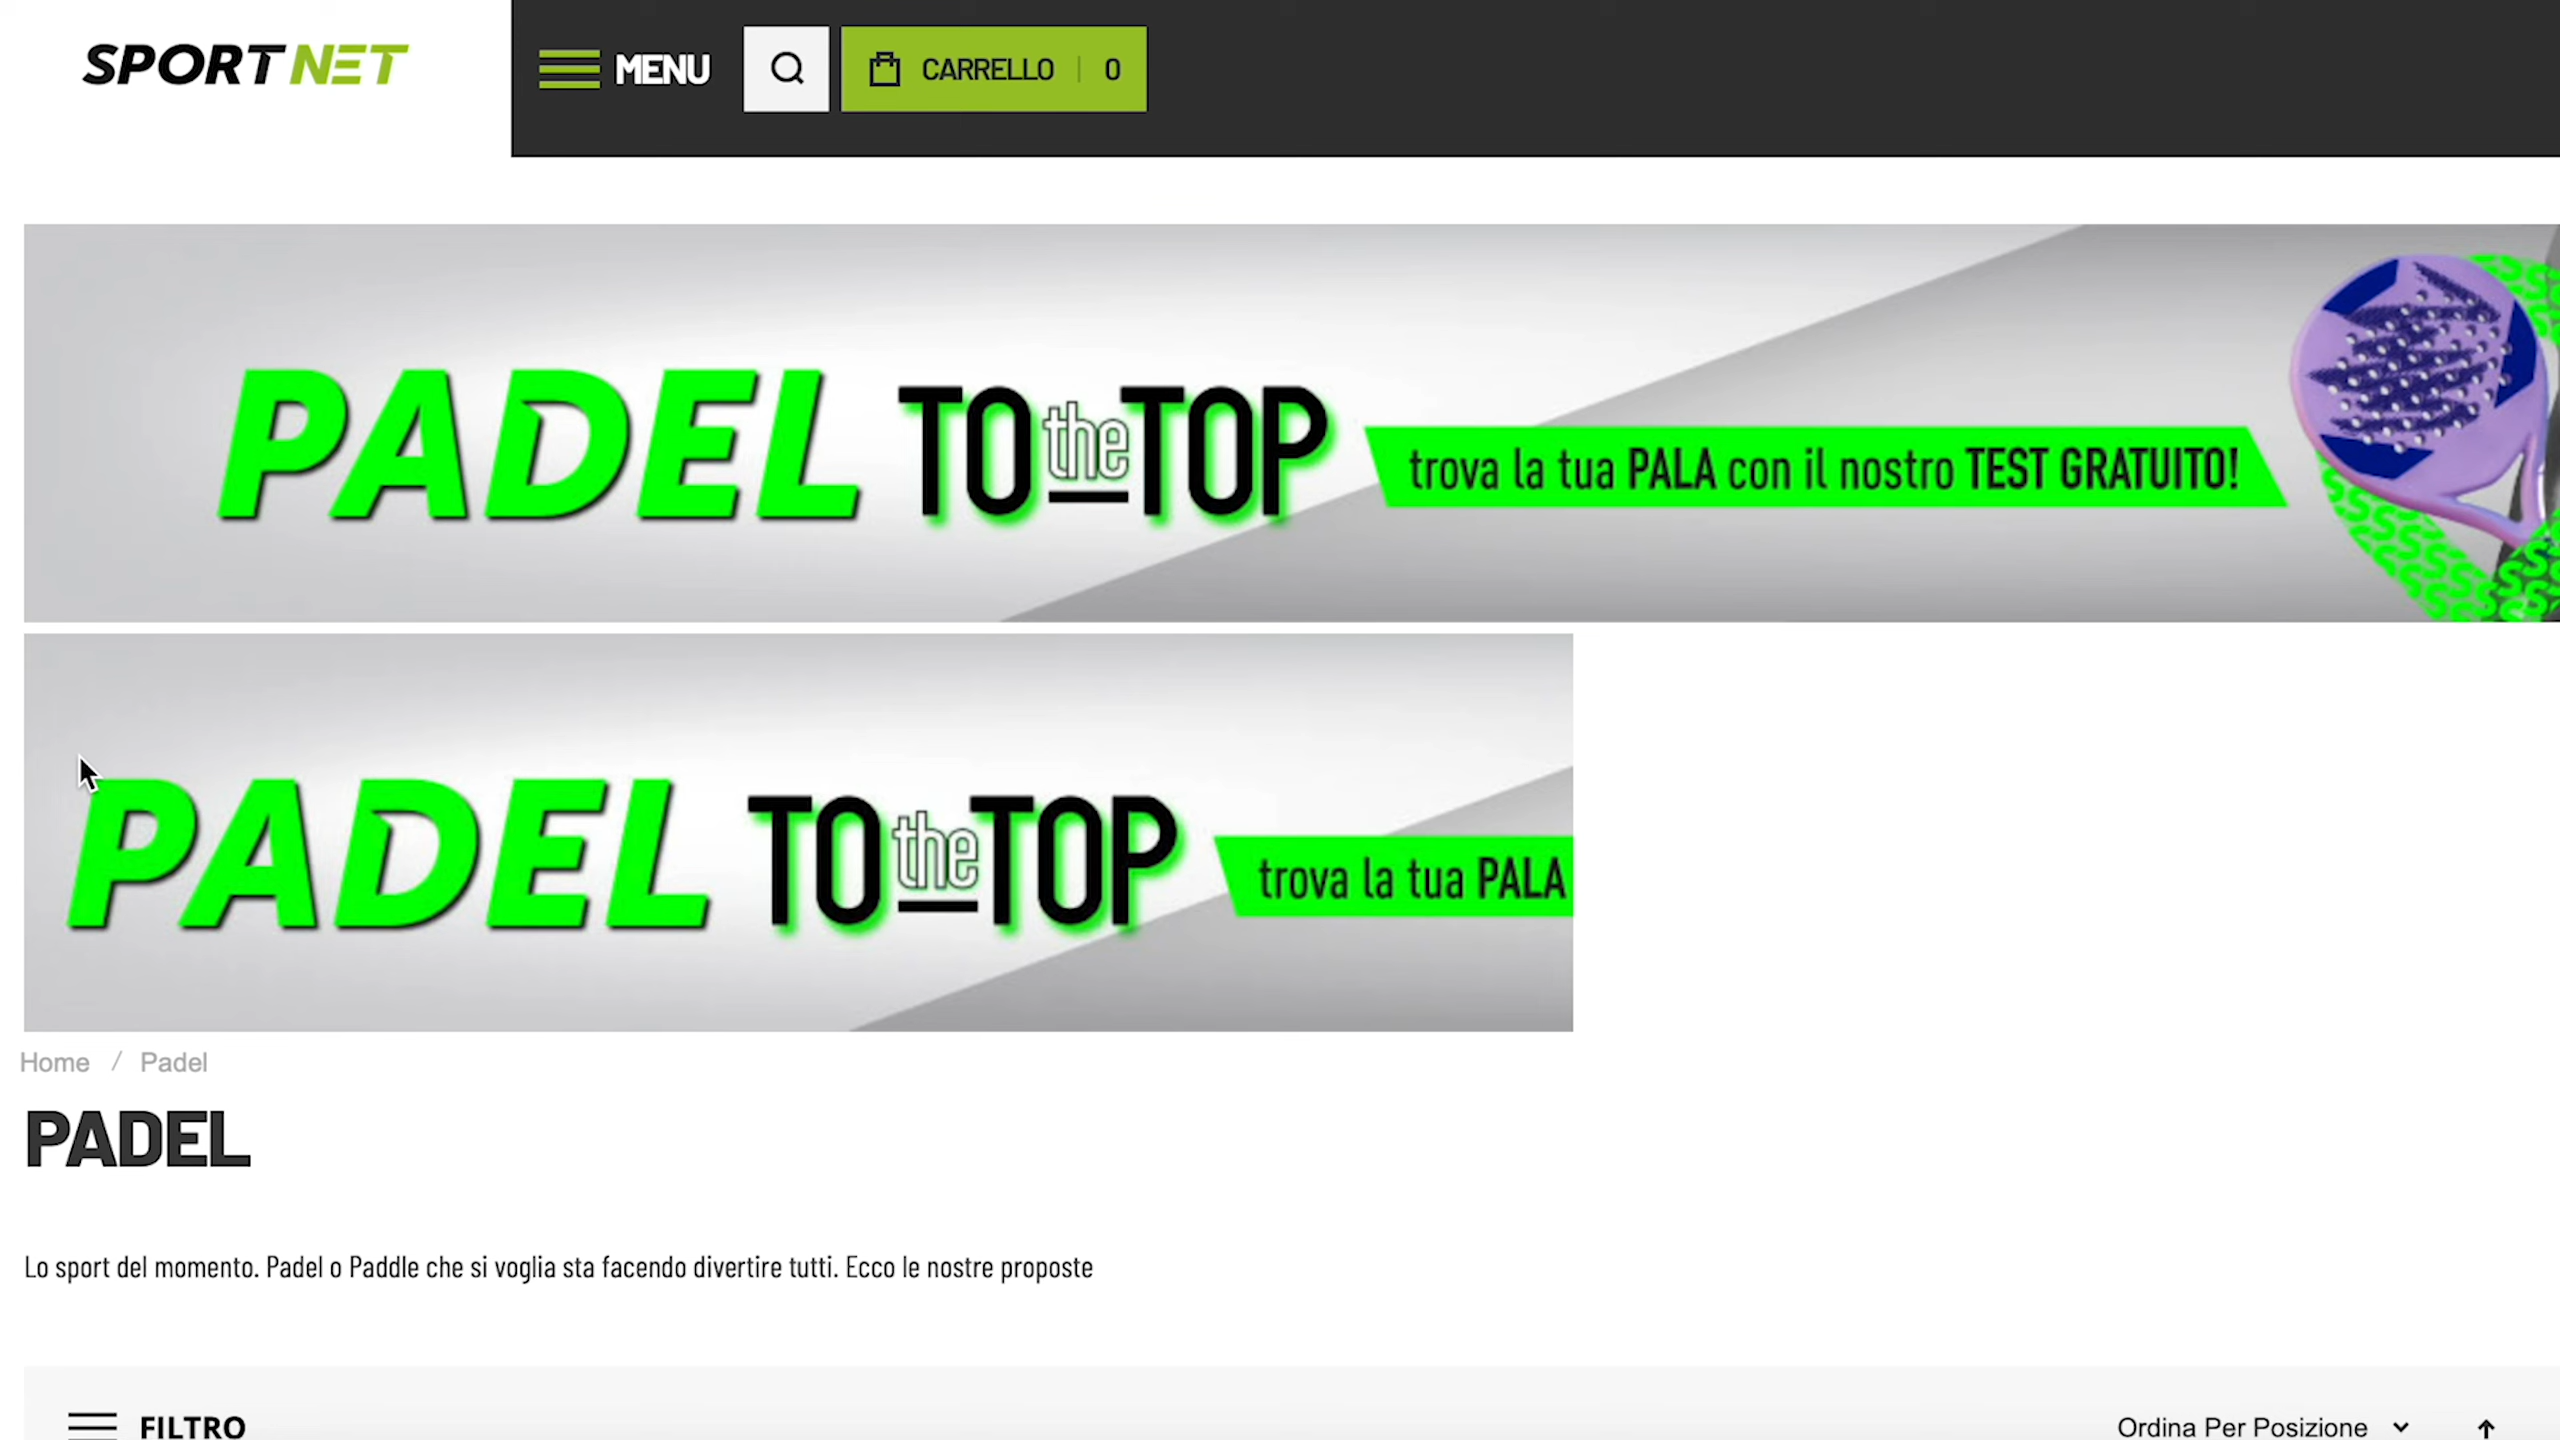 SPORTNET
MENU
CARRELLO | 0
PADEL TO the TOP
trova la tua PALA con il nostro TEST GRATUITO!
PADEL TO the TOP
trova la tua PALA
Home / Padel
PADEL
Lo sport del momento. Padel o Paddle che si voglia sta facendo divertire tutti. Ecco le nostre proposte
FILTRO
Ordina Per Posizione